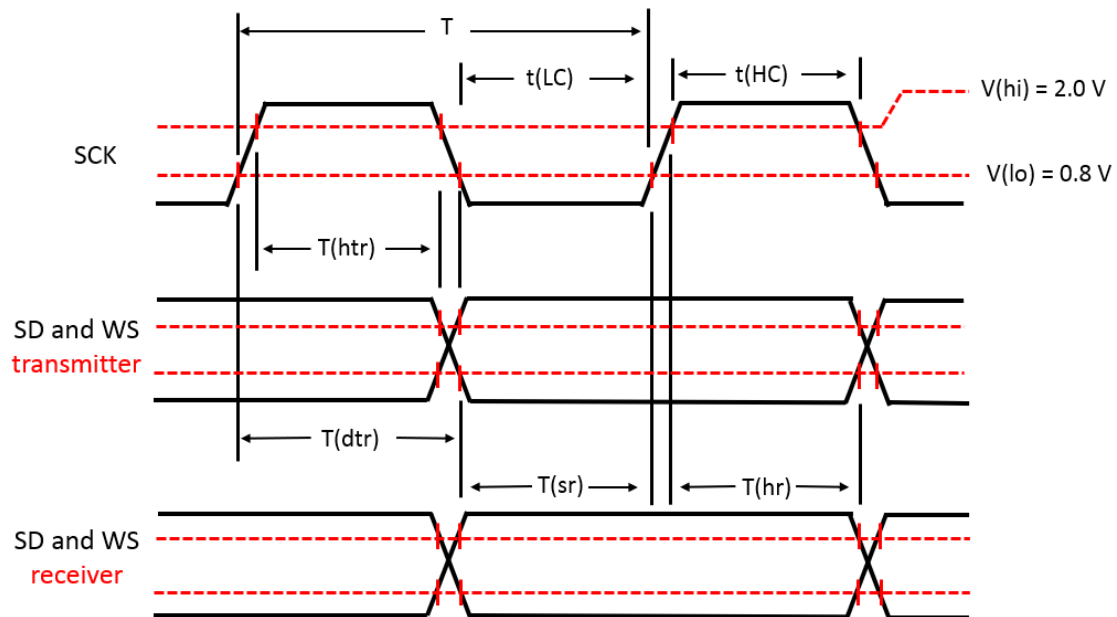 T
t(LC)
t(HC)
V(hi) = 2.0 V
SCK
V(lo) = 0.8 V
T(htr)
SD and WS
transmitter
T(dtr)
T(sr)
T(hr)
SD and WS
receiver